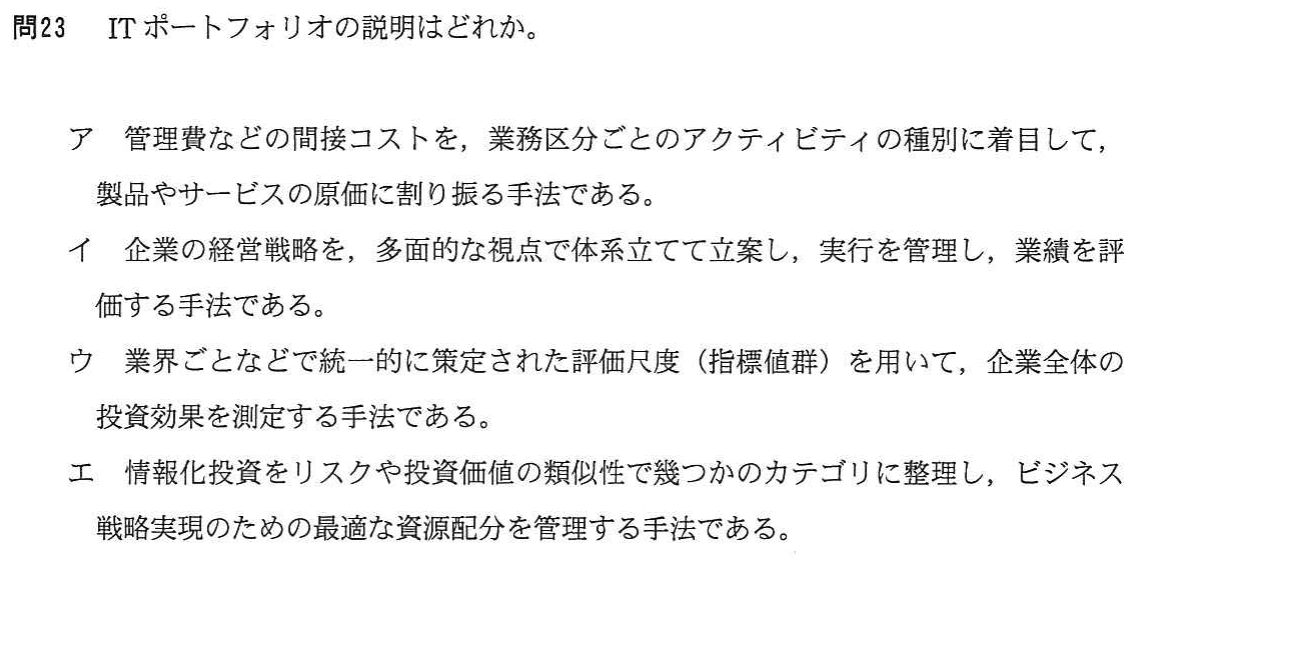 問23 ITポートフォリオの説明はどれか。
ア 管理費などの間接コストを，業務区分ごとのアクティビティの種別に着目して，
製品やサービスの原価に割り振る手法である。
イ 企業の経営戦略を，多面的な視点で体系立てて立案し，実行を管理し，業績を評
価する手法である。
ウ 業界ごとなどで統一的に策定された評価尺度（指標値群）を用いて，企業全体の
投資効果を測定する手法である。
エ 情報化投資をリスクや投資価値の類似性で幾つかのカテゴリに整理し，ビジネス
戦略実現のための最適な資源配分を管理する手法である。